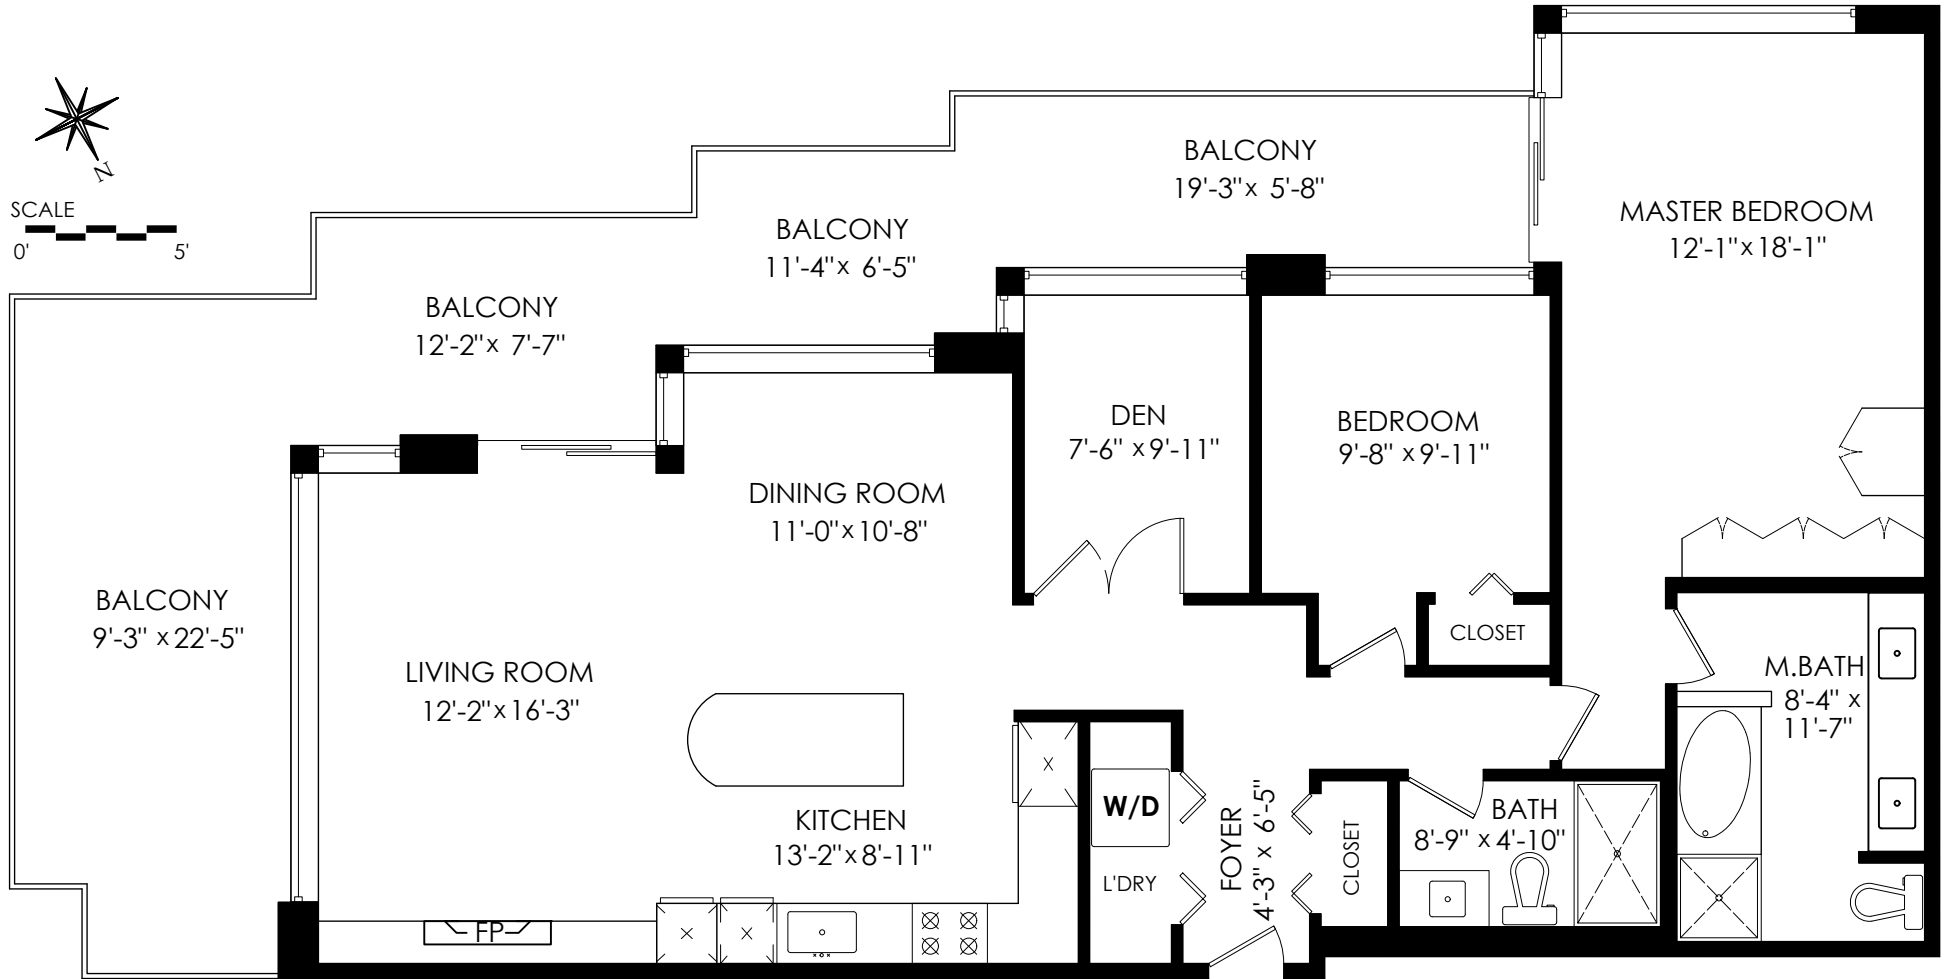 N
SCALE
0' 5'
BALCONY
19'-3" x 5'-8"
MASTER BEDROOM
12'-1" x 18'-1"
BALCONY
11'-4" x 6'-5"
BALCONY
12'-2" x 7'-7"
DEN
7'-6" x 9'-11"
BEDROOM
9'-8" x 9'-11"
DINING ROOM
11'-0" x 10'-8"
BALCONY
9'-3" x 22'-5"
CLOSET
LIVING ROOM
12'-2" x 16'-3"
M.BATH
8'-4" x
11'-7"
KITCHEN
13'-2" x 8'-11"
W/D
L'DRY
FOYER
4'-3" x 6'-5"
CLOSET
BATH
8'-9" x 4'-10"
FP